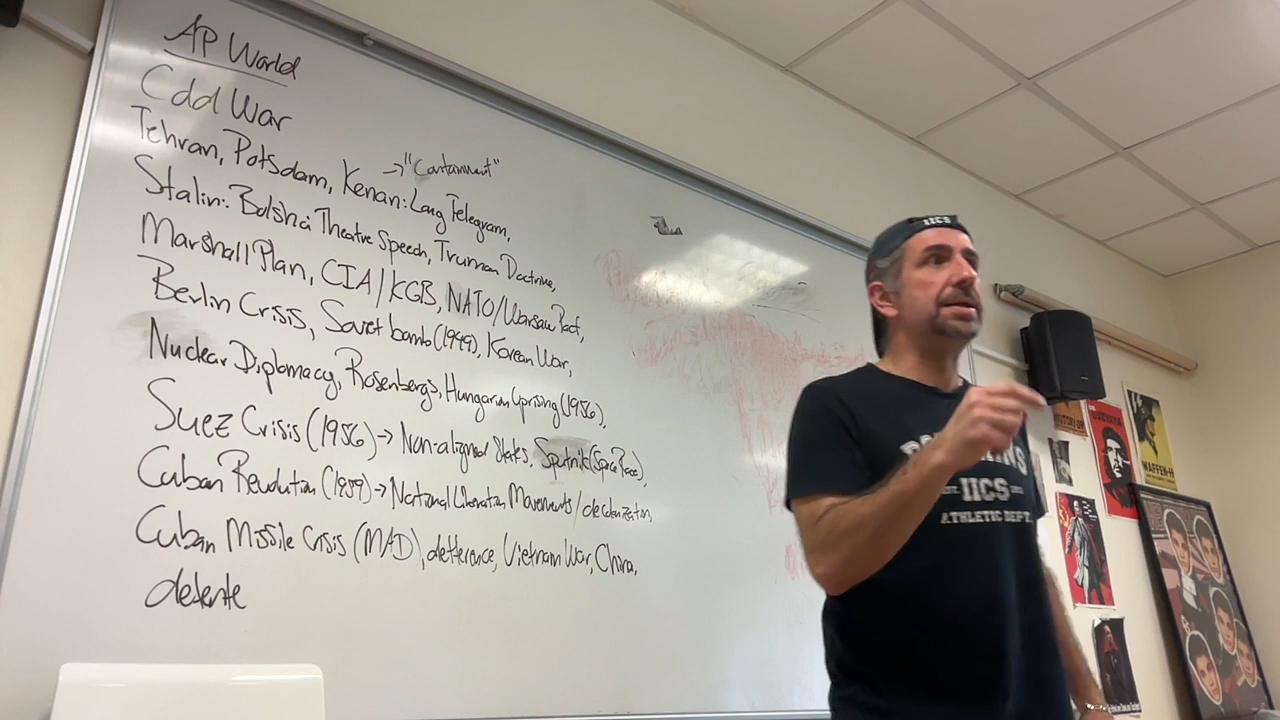 AP World
Cold War
→"Containment"
Tehran, Potsdam, Kenan: Long Telegram,
Stalin: Bolshoi Theatre Speech, Truman Doctrine,
Marshall Plan, CIA/KGB, NATO/Warsaw Pact,
Berlin Crisis, Soviet bomb (1949), Korean War,
Nuclear Diplomacy, Rosenbergs, Hungarian Uprising (1956),
Suez Crisis (1956) → Non-aligned States, Sputnik (Space Race),
Cuban Revolution (1959) → National Liberation Movements/decolonization,
Cuban Missile Crisis (MAD), detterence, Vietnam War, China,
detente
IICS
IICS
ATHLETIC DEPT.
WAFFEN-